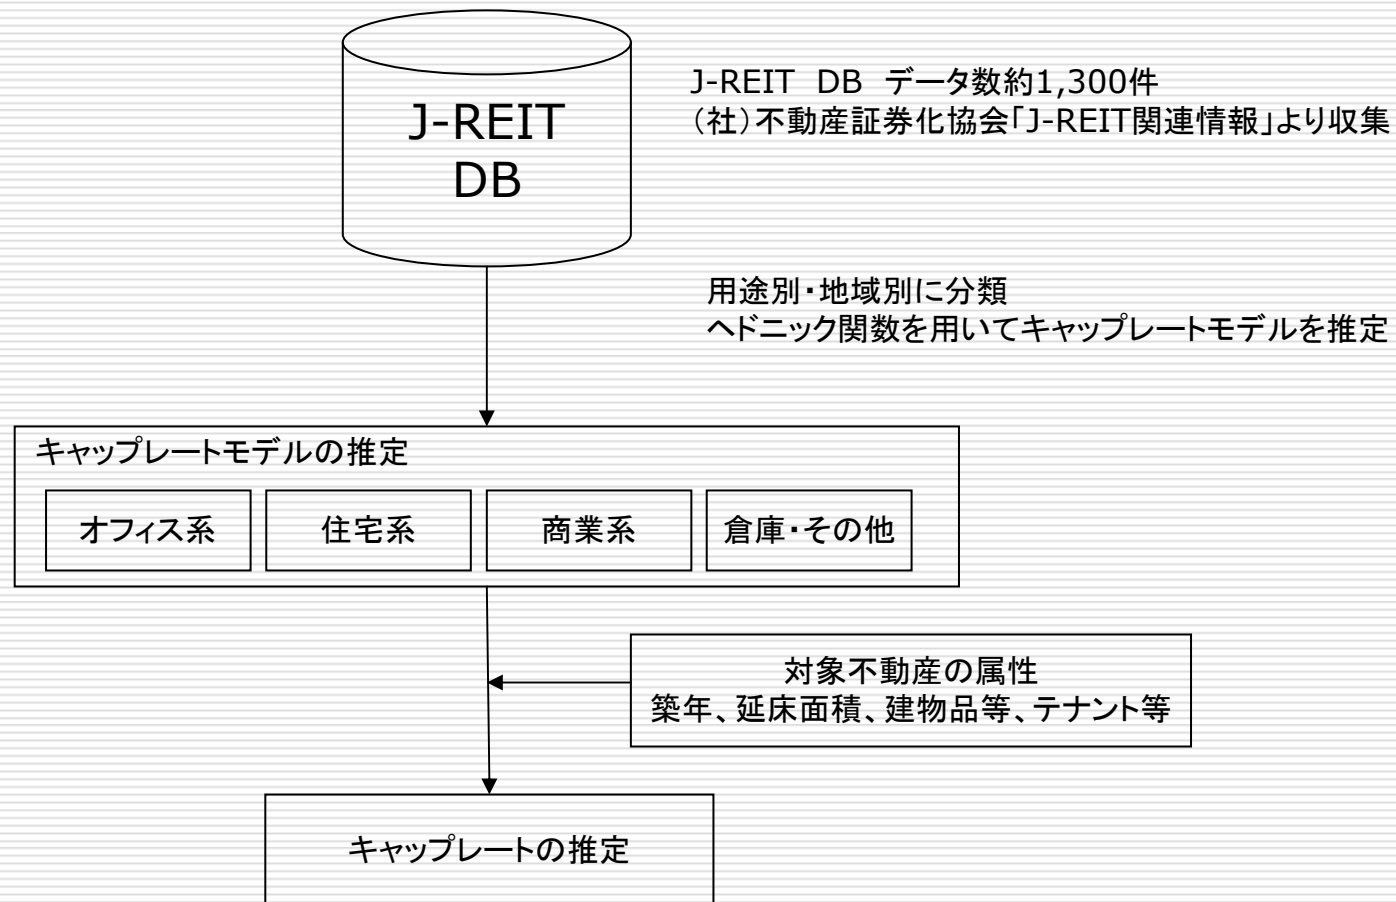 J-REIT
DB
J-REIT DB データ数約1,300件
（社）不動産証券化協会「J-REIT関連情報」より収集
用途別・地域別に分類
ヘドニック関数を用いてキャップレートモデルを推定
キャップレートモデルの推定
オフィス系
住宅系
商業系
倉庫・その他
対象不動産の属性
築年、延床面積、建物品等、テナント等
キャップレートの推定